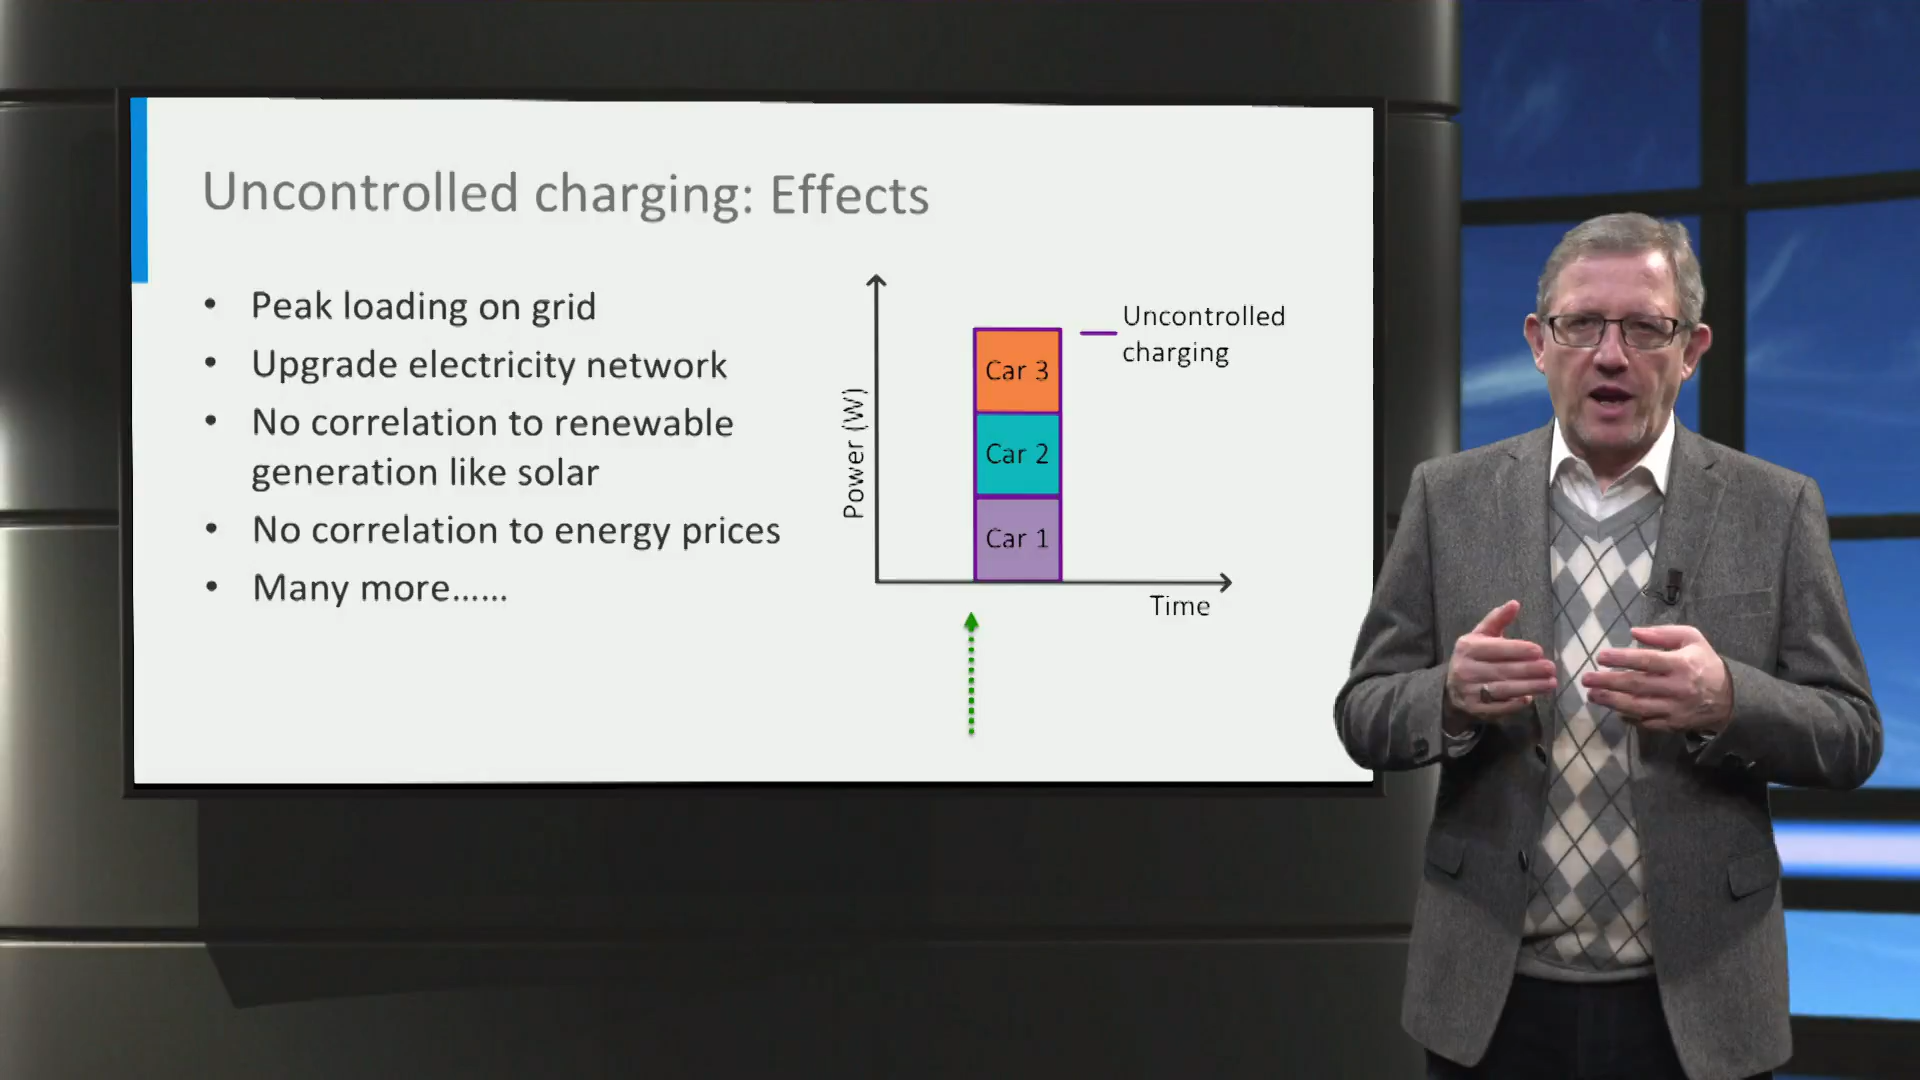 Uncontrolled charging: Effects
• Peak loading on grid
• Upgrade electricity network
• No correlation to renewable
generation like solar
• No correlation to energy prices
• Many more......
Power (W)
Car 3
Car 2
Car 1
Time
Uncontrolled
charging